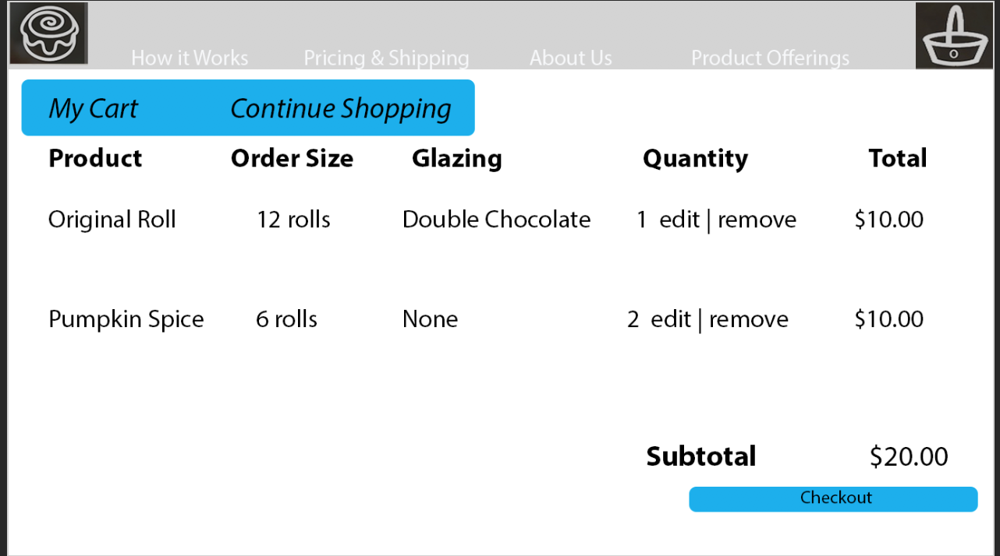 How it Works Pricing & Shipping About Us Product Offerings
0
My Cart Continue Shopping
Product Order Size Glazing Quantity Total
Original Roll 12 rolls Double Chocolate 1 edit | remove $10.00
Pumpkin Spice 6 rolls None 2 edit | remove $10.00
Subtotal $20.00
Checkout